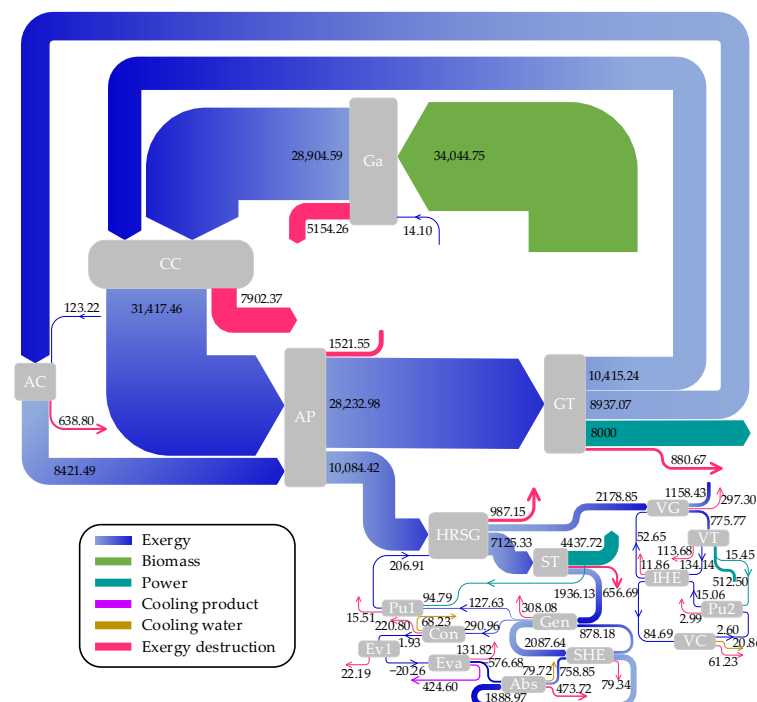 28,904.59
Ga
34,044.75
5154.26
14.10
CC
7902.37
123.22
31,417.46
1521.55
AC
10,415.24
GT
8937.07
AP
28,232.98
638.80
8000
880.67
8421.49
10,084.42
1158.43
297.30
2178.85
VG
987.15
775.77
HRSG
7125.33
4437.72
52.65
VT
113.68
15.45
206.91
ST
11.86
134.14
IHE
512.50
1936.13
656.69
94.79
127.63
15.06
Pu1
308.08
Pu2
15.51
2.99
68.23
Gen
220.80
290.96
878.18
2.60
Con
84.69
VC
20.86
1.93
2087.64
Ev1
131.82
SHE
61.23
−20.26
Eva
−576.68
79.72
758.85
22.19
424.60
Abs
473.72
79.34
1888.97
Exergy
Biomass
Power
Cooling product
Cooling water
Exergy destruction